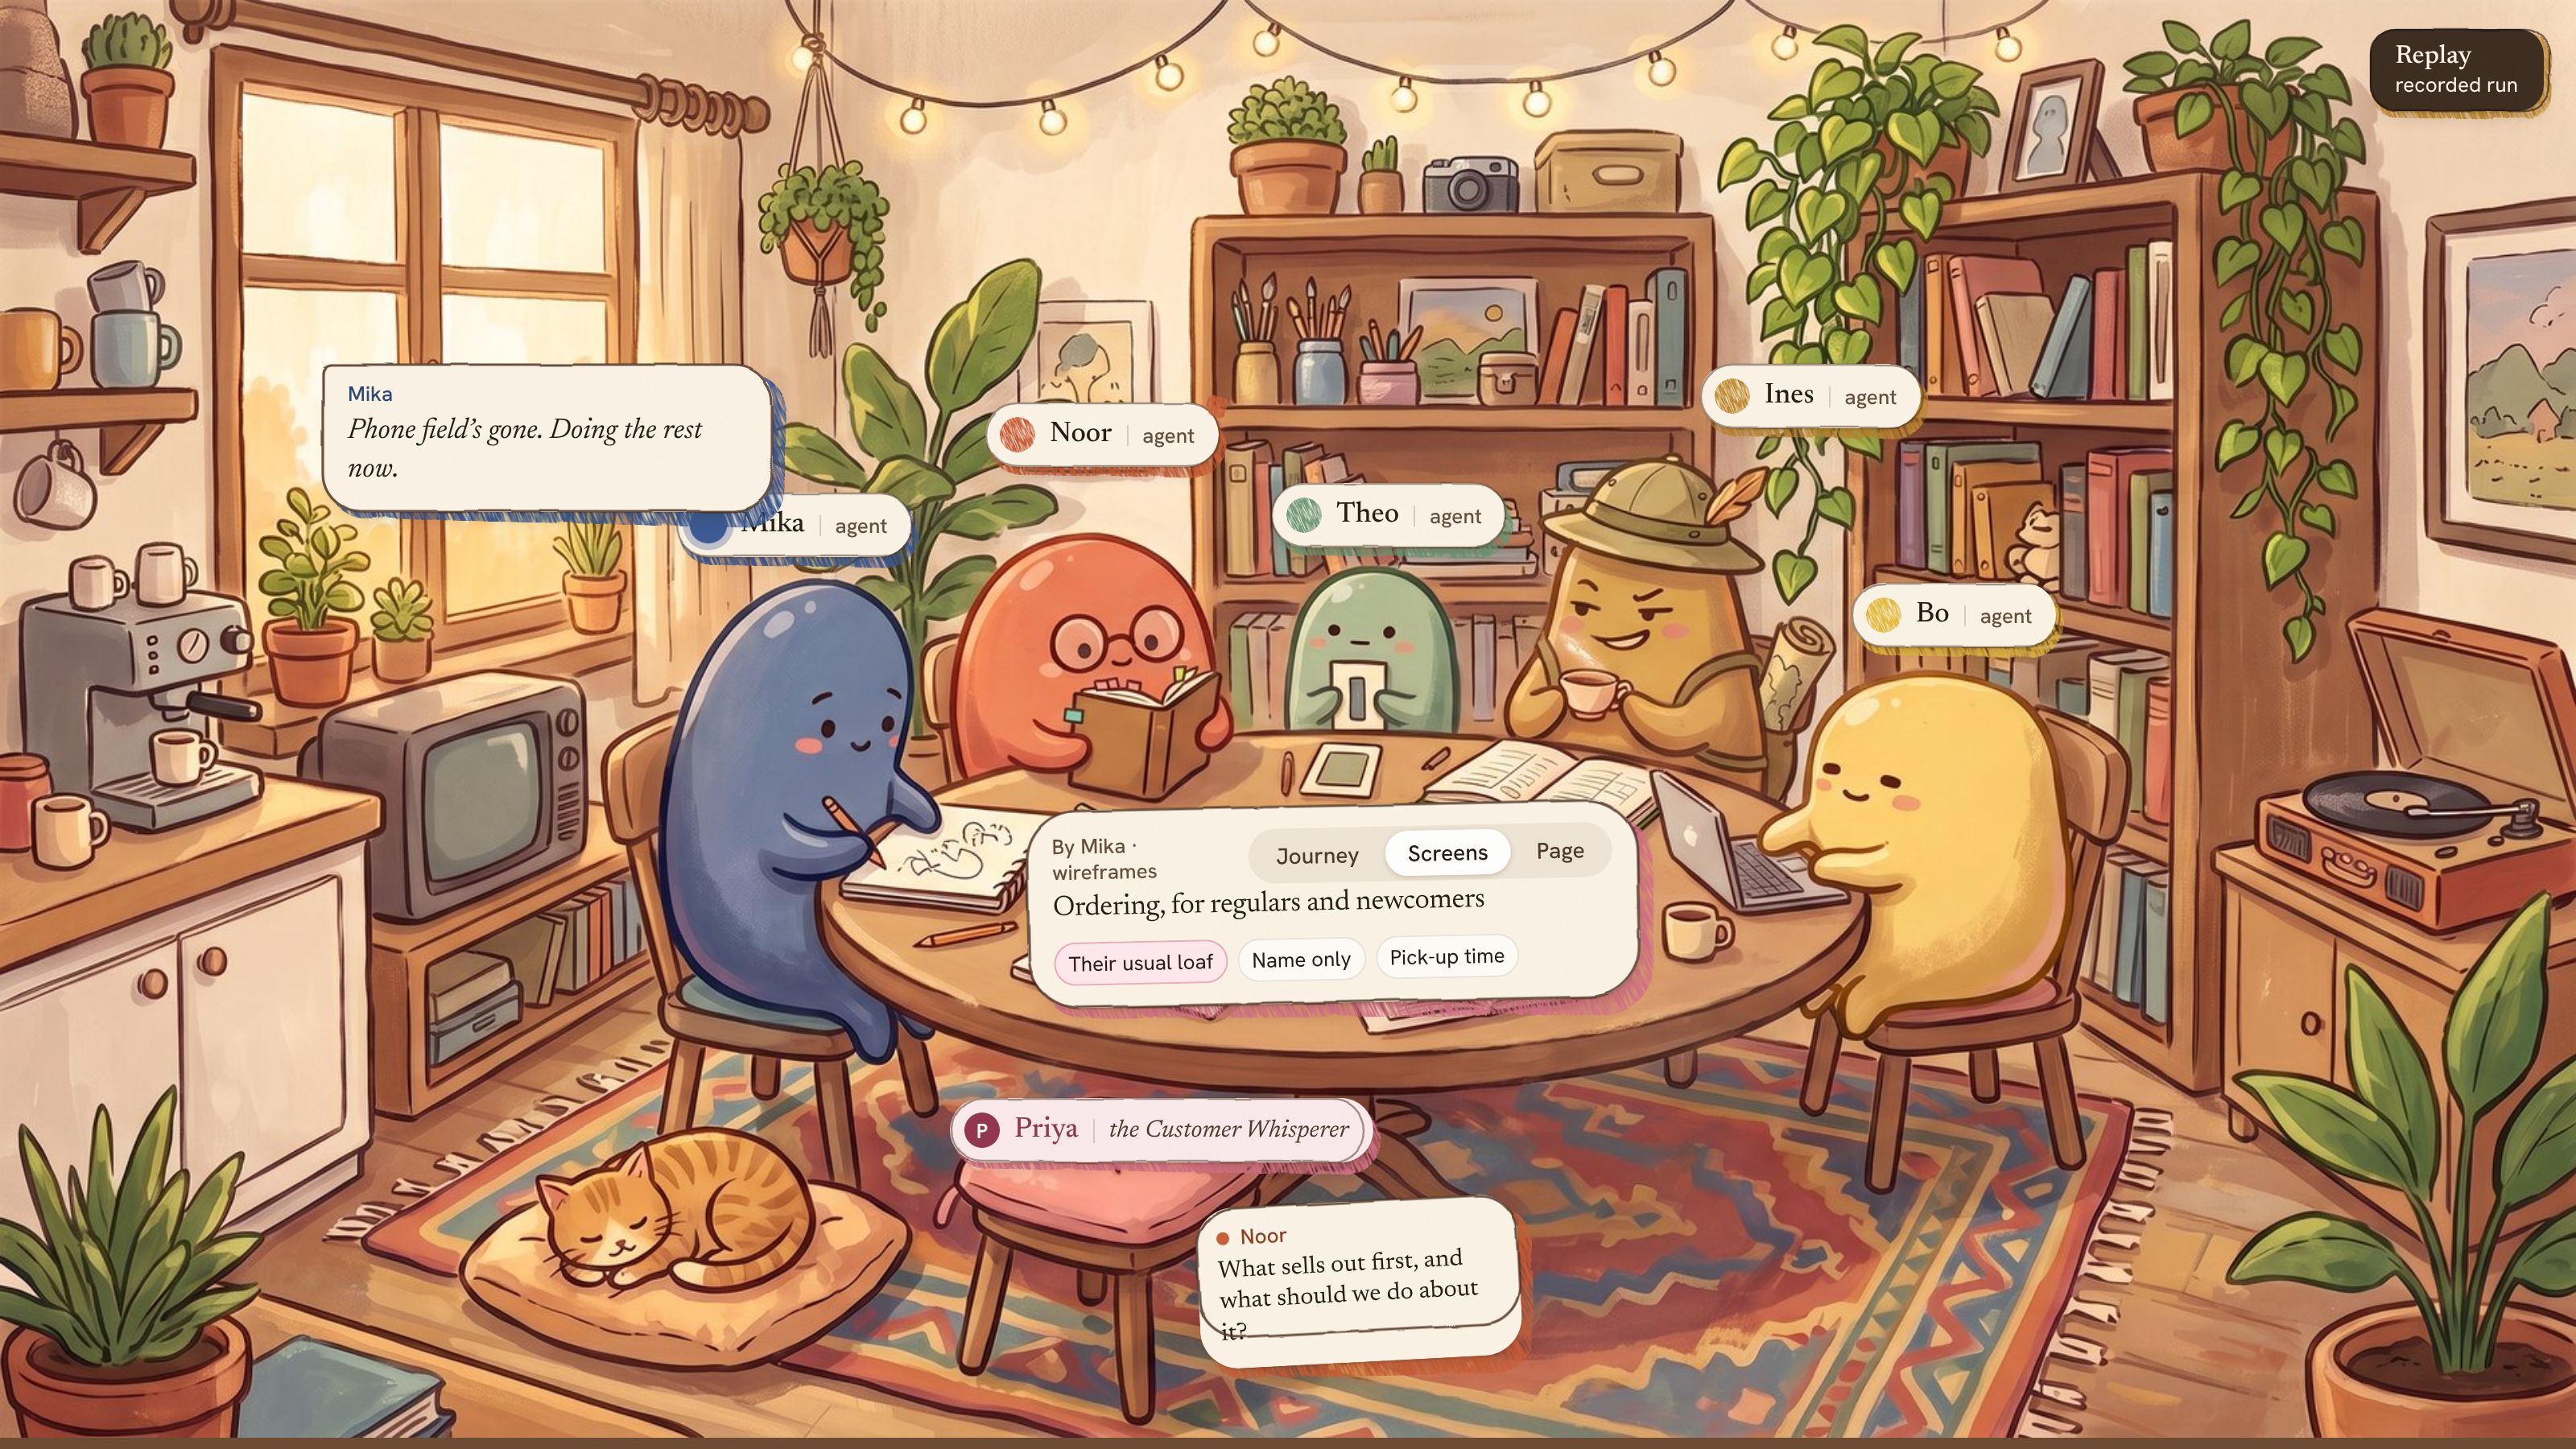 Replay
recorded run
Mika
Phone field’s gone. Doing the rest
now.
Ines | agent
Noor | agent
Theo | agent
Mika | agent
Bo | agent
By Mika ·
wireframes
Journey
Screens
Page
Ordering, for regulars and newcomers
Their usual loaf
Name only
Pick-up time
P
Priya | the Customer Whisperer
Noor
What sells out first, and
what should we do about
it?